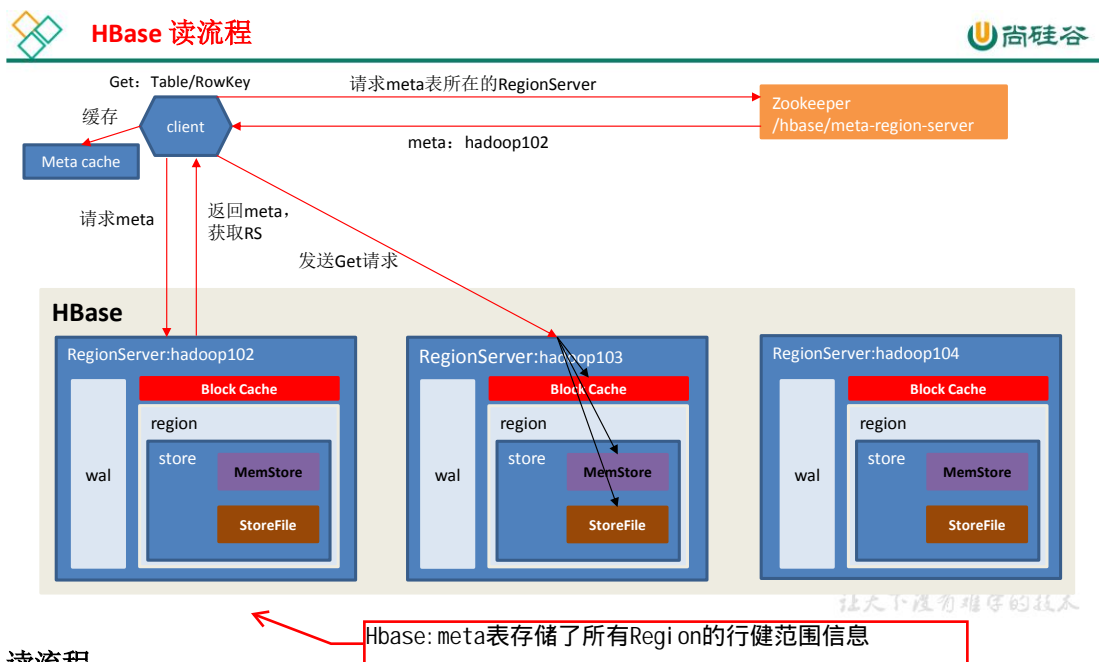 HBase 读流程
尚硅谷
Get：Table/RowKey
请求meta表所在的RegionServer
缓存
client
Zookeeper
/hbase/meta-region-server
meta：hadoop102
Meta cache
请求meta
返回meta，
获取RS
发送Get请求
HBase
RegionServer:hadoop102
Block Cache
region
wal
store
MemStore
StoreFile
RegionServer:hadoop103
Block Cache
region
wal
store
MemStore
StoreFile
RegionServer:hadoop104
Block Cache
region
wal
store
MemStore
StoreFile
让天下没有难学的技术
Hbase:meta表存储了所有Region的行健范围信息
读流程